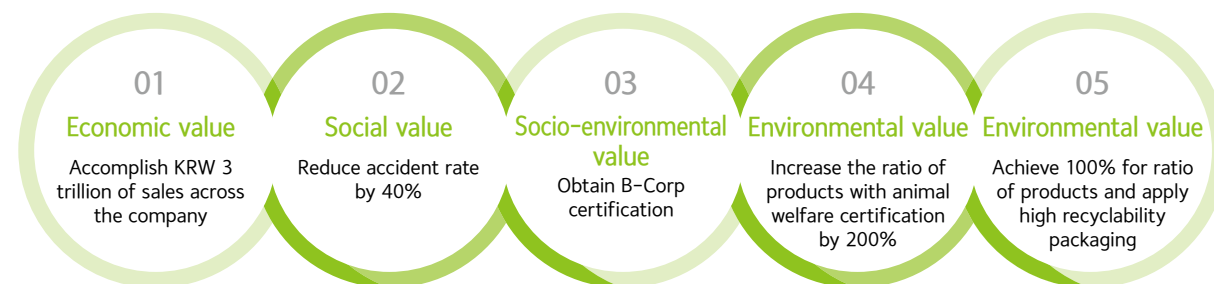 01
Economic value
Accomplish KRW 3
trillion of sales across
the company
02
Social value
Reduce accident rate
by 40%
03
Socio-environmental
value
Obtain B-Corp
certification
04
Environmental value
Increase the ratio of
products with animal
welfare certification
by 200%
05
Environmental value
Achieve 100% for ratio
of products and apply
high recyclability
packaging